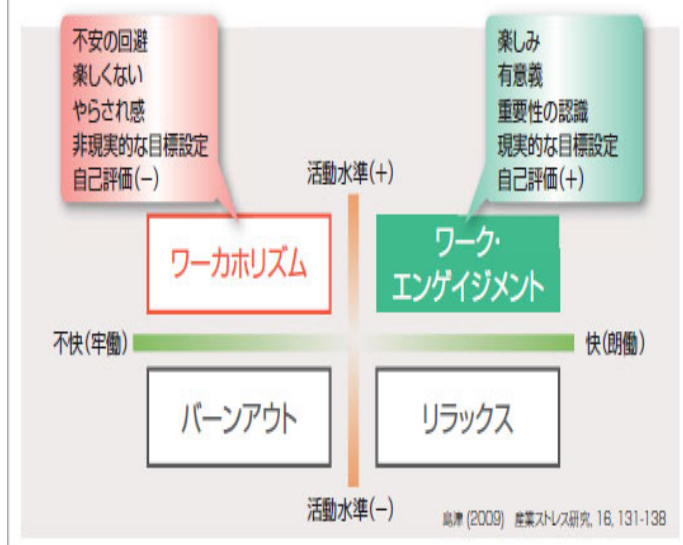 不安の回避
楽しくない
やらされ感
非現実的な目標設定
自己評価(−)
楽しみ
有意義
重要性の認識
現実的な目標設定
自己評価(+)
活動水準(+)
ワーカホリズム
ワーク・
エンゲイジメント
不快(牢働)
快(朗働)
バーンアウト
リラックス
活動水準(−)
島津 (2009) 産業ストレス研究, 16, 131-138